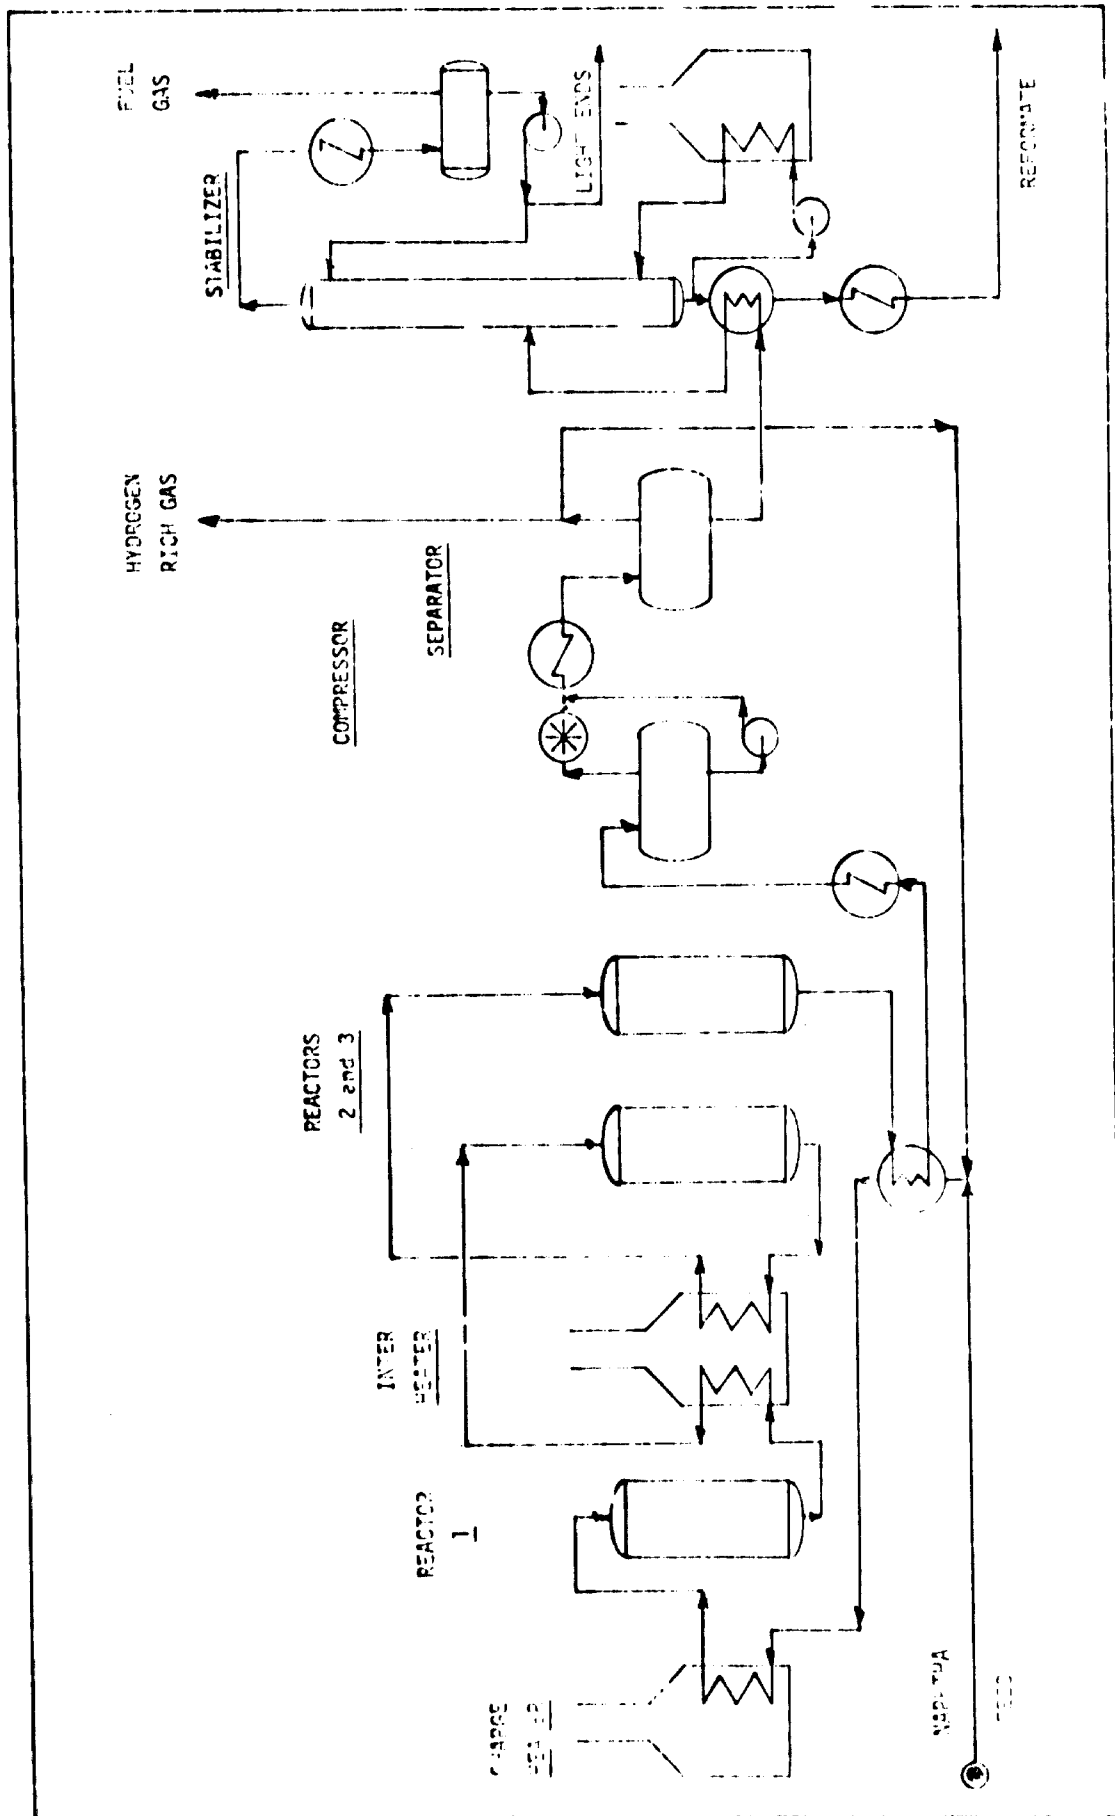 CHARGE
HEATER
REACTOR
1
INTER
HEATER
REACTORS
2 and 3
COMPRESSOR
SEPARATOR
HYDROGEN
RICH GAS
STABILIZER
FUEL
GAS
LIGHT ENDS
REFORMATE
NAPHTHA
FEED